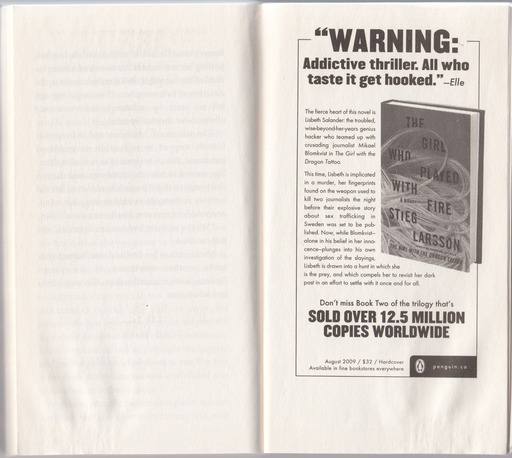 “WARNING:
Addictive thriller. All who
taste it get hooked.” –Elle
The fierce heart of this novel is
Lisbeth Salander: the troubled,
wise-beyond-her-years genius
hacker who teamed up with
crusading journalist Mikael
Blomkvist in The Girl with the
Dragon Tattoo.
This time, Lisbeth is implicated
in a murder, her fingerprints
found on the weapon used to
kill two journalists the night
before their explosive story
about sex trafficking in
Sweden was set to be pub-
lished. Now, while Blomkvist–
alone in his belief in her inno-
cence–plunges into his own
investigation of the slayings,
Lisbeth is drawn into a hunt in which she
is the prey, and which compels her to revisit her dark
past in an effort to settle with it once and for all.
THE
GIRL
WHO
PLAYED
WITH
A NOVEL
FIRE
STIEG
LARSSON
THE GIRL WITH THE DRAGON TATTOO
Don’t miss Book Two of the trilogy that’s
SOLD OVER 12.5 MILLION
COPIES WORLDWIDE
August 2009 / $32 / Hardcover
Available in fine bookstores everywhere
penguin.ca